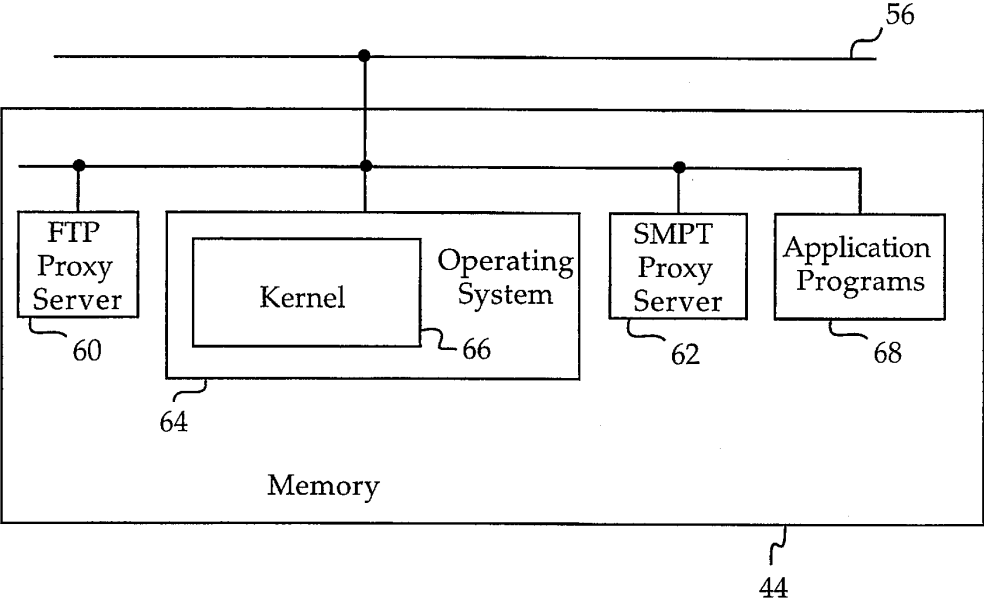 56
FTP
Proxy
Server
60
Kernel
66
Operating
System
64
SMPT
Proxy
Server
62
Application
Programs
68
Memory
44